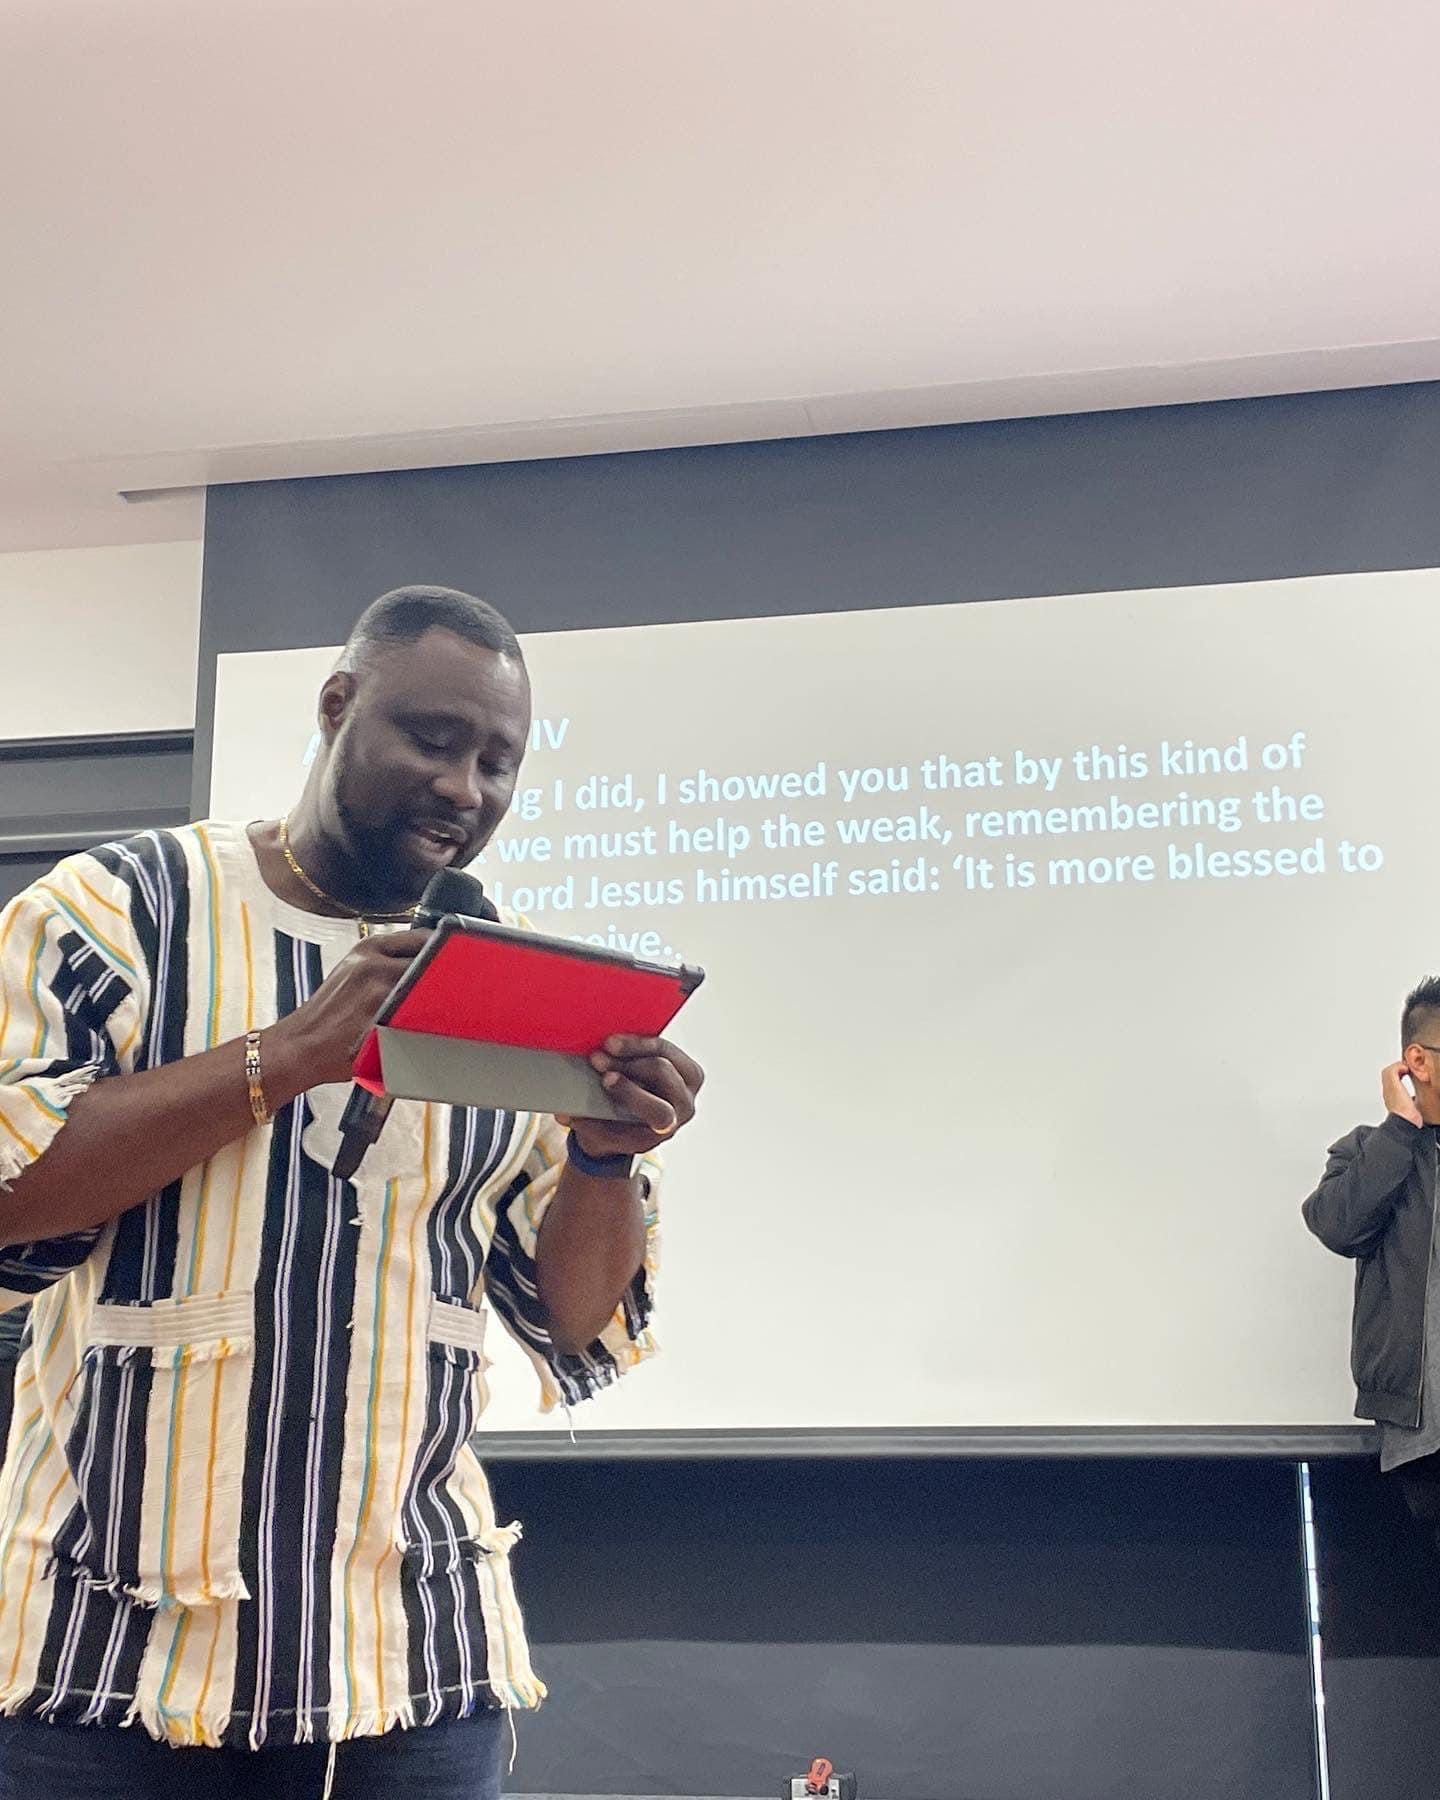 IV
I did, I showed you that by this kind of
we must help the weak, remembering the
Lord Jesus himself said: ‘It is more blessed to